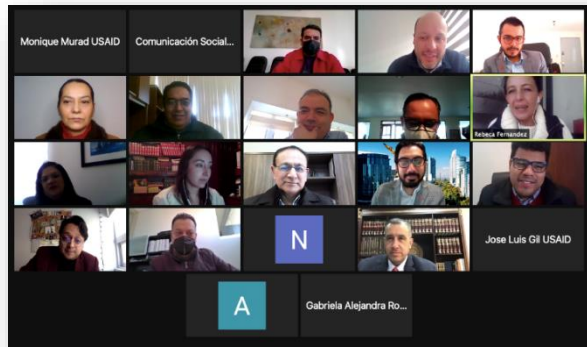 Monique Murad USAID
Comunicación Social...
Rebeca Fernandez
N
Jose Luis Gil USAID
A
Gabriela Alejandra Ro...